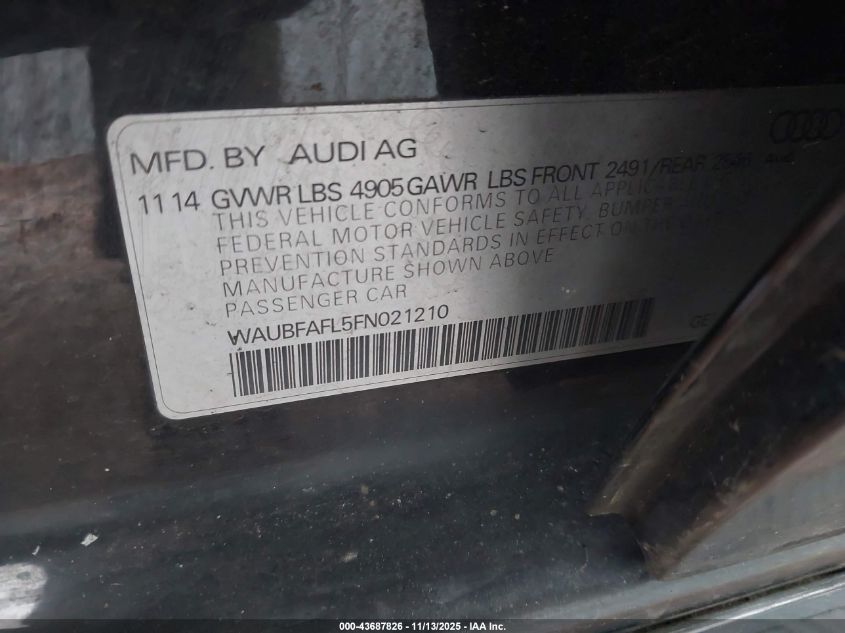 MFD. BY AUDI AG
11 14 GVWR LBS 4905 GAWR LBS FRONT 2491/REAR
THIS VEHICLE CONFORMS TO ALL
FEDERAL MOTOR VEHICLE SAFETY, BUMPER
PREVENTION STANDARDS IN EFFECT ON THE
MANUFACTURE SHOWN ABOVE
PASSENGER CAR
WAUBFAFL5FN021210
GE
000-43687826 - 11/13/2025 - IAA Inc.